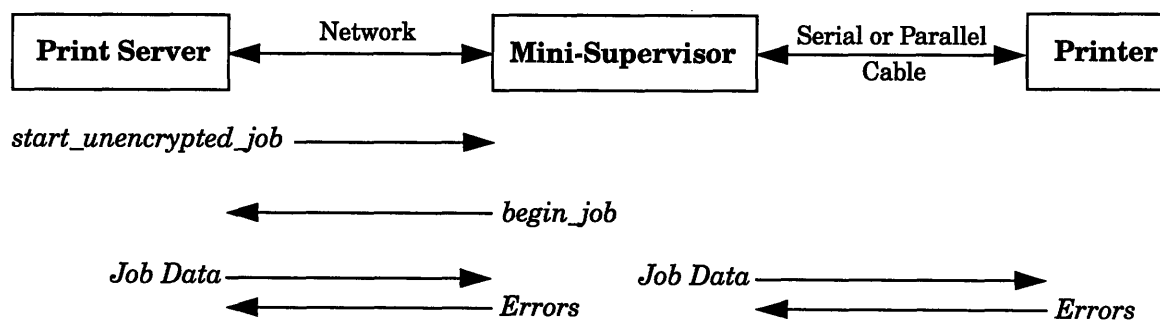 Print Server
Network
Mini-Supervisor
Serial or Parallel
Cable
Printer
start_unencrypted_job
begin_job
Job Data
Job Data
Errors
Errors